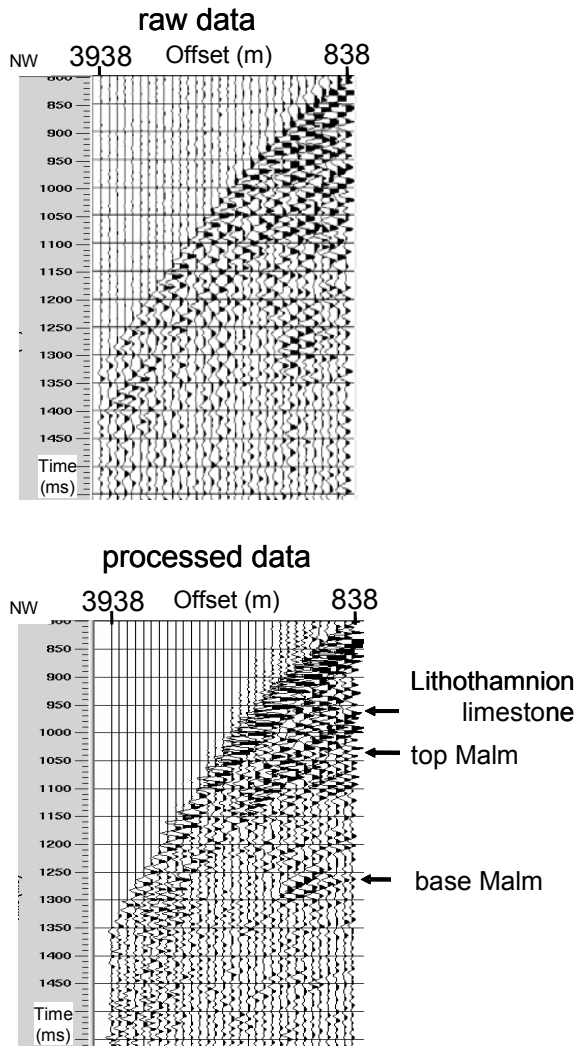 raw data
NW 3938 Offset (m) 838
850
900
950
1000
1050
1100
1150
1200
1250
1300
1350
1400
1450
Time
(ms)
processed data
NW 3938 Offset (m) 838
850
900
950
1000
1050
1100
1150
1200
1250
1300
1350
1400
1450
Time
(ms)
Lithothamnion
limestone
top Malm
base Malm